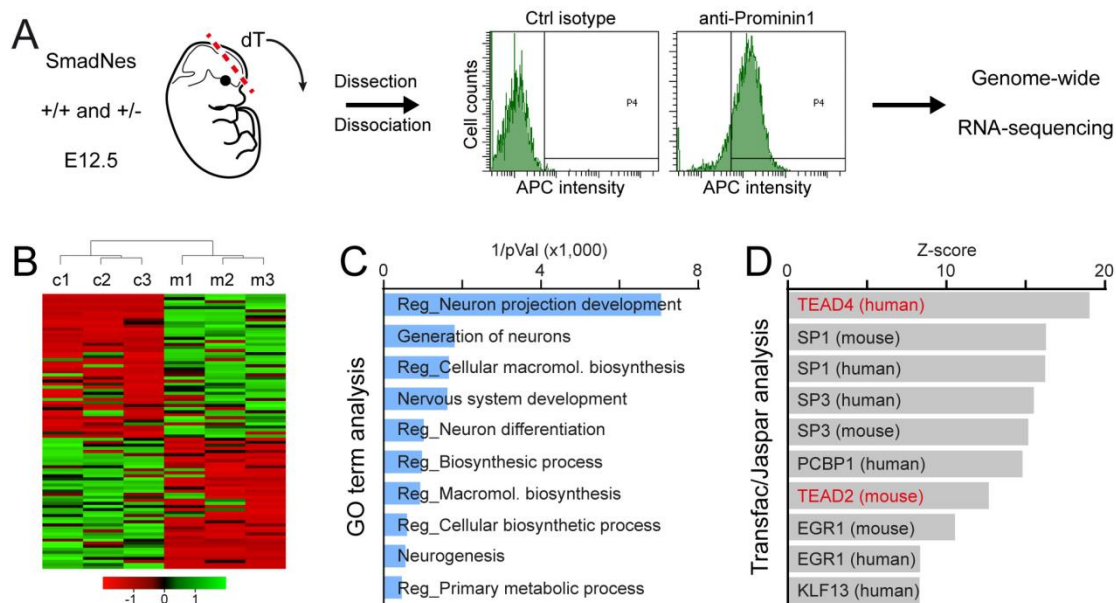 A
SmadNes
+/+ and +/-
E12.5
dT
Dissection
Dissociation
Ctrl isotype
anti-Prominin1
Cell counts
P4
P4
APC intensity
APC intensity
Genome-wide
RNA-sequencing
B
c1 c2 c3 m1 m2 m3
-1 0 1
C
1/pVal (x1,000)
0 4 8
GO term analysis
Reg_Neuron projection development
Generation of neurons
Reg_Cellular macromol. biosynthesis
Nervous system development
Reg_Neuron differentiation
Reg_Biosynthesic process
Reg_Macromol. biosynthesis
Reg_Cellular biosynthetic process
Neurogenesis
Reg_Primary metabolic process
D
Z-score
0 10 20
Transfac/Jaspar analysis
TEAD4 (human)
SP1 (mouse)
SP1 (human)
SP3 (human)
SP3 (mouse)
PCBP1 (human)
TEAD2 (mouse)
EGR1 (mouse)
EGR1 (human)
KLF13 (human)